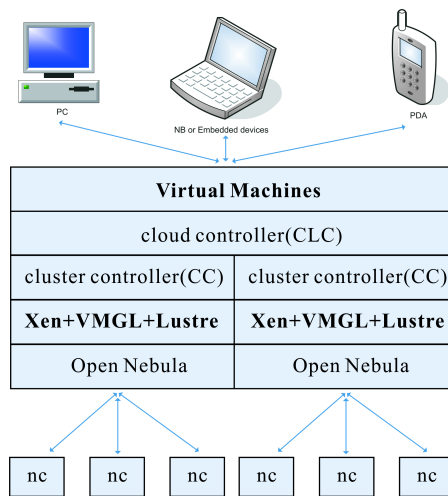 PC
NB or Embedded devices
PDA
Virtual Machines
cloud controller(CLC)
cluster controller(CC) cluster controller(CC)
Xen+VMGL+Lustre Xen+VMGL+Lustre
Open Nebula Open Nebula
nc nc nc nc nc nc